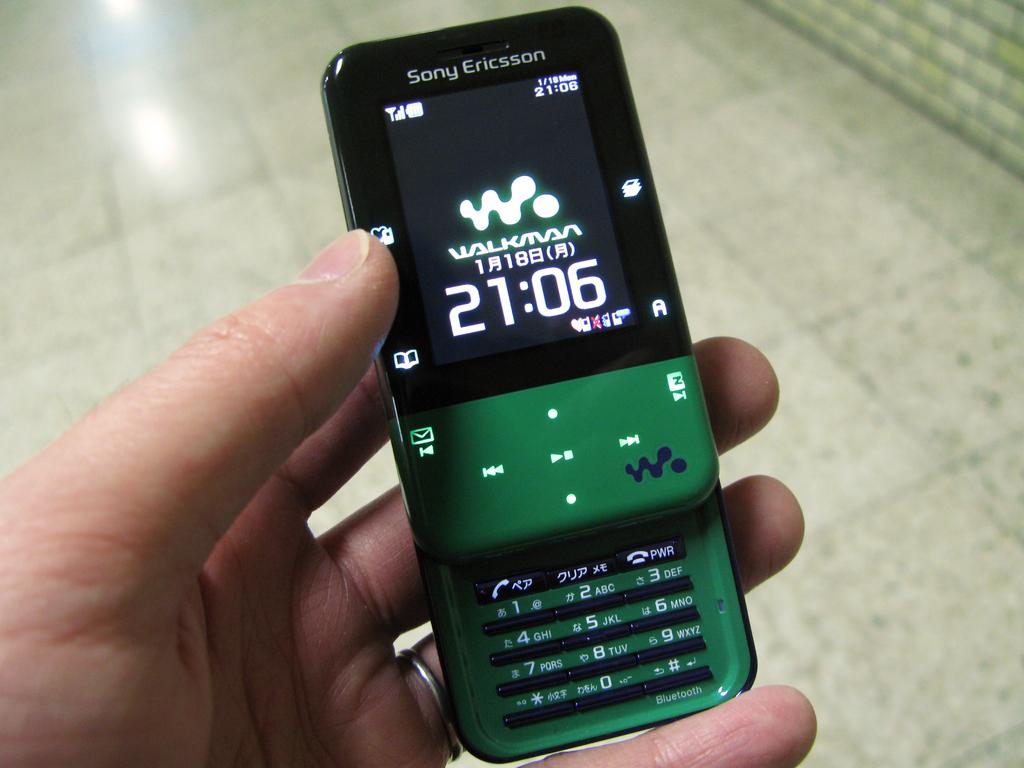 Sony Ericsson
1/18 Mon
21:06
WALKMAN
1月18日(月)
21:06
A
N
ペア クリア メモ PWR
あ 1 .@ か 2 ABC さ 3 DEF
た 4 GHI な 5 JKL は 6 MNO
ま 7 PQRS や 8 TUV ら 9 WXYZ
* 小文字 わをん 0 #
Bluetooth